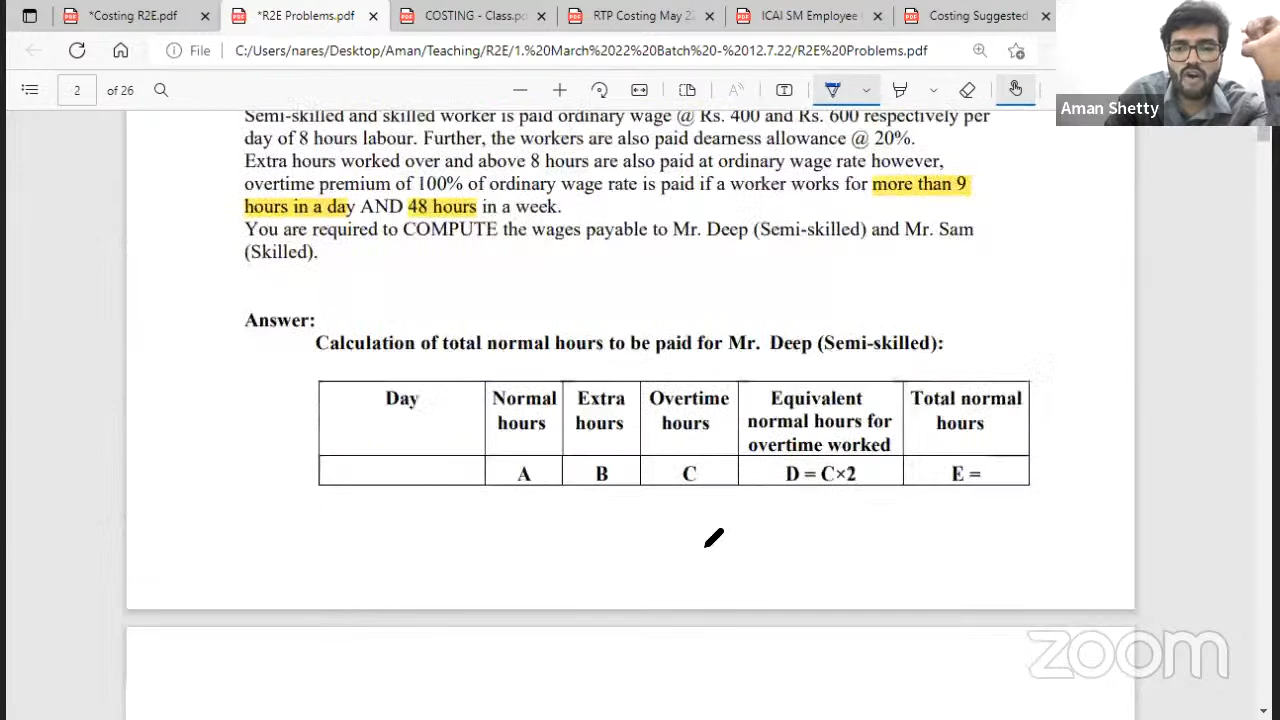 *Costing R2E.pdf
*R2E Problems.pdf
COSTING - Class.p
RTP Costing May 2
ICAI SM Employee
Costing Suggested
File
C:/Users/nares/Desktop/Aman/Teaching/R2E/1.%20March%2022%20Batch%20-%2012.7.22/R2E%20Problems.pdf
2 of 26
Aman Shetty
Semi-skilled and skilled worker is paid ordinary wage @ Rs. 400 and Rs. 600 respectively per
day of 8 hours labour. Further, the workers are also paid dearness allowance @ 20%.
Extra hours worked over and above 8 hours are also paid at ordinary wage rate however,
overtime premium of 100% of ordinary wage rate is paid if a worker works for more than 9
hours in a day AND 48 hours in a week.
You are required to COMPUTE the wages payable to Mr. Deep (Semi-skilled) and Mr. Sam
(Skilled).
Answer:
Calculation of total normal hours to be paid for Mr. Deep (Semi-skilled):
Day
Normal hours
Extra hours
Overtime hours
Equivalent normal hours for overtime worked
Total normal hours
A B C D = C×2 E =
zoom